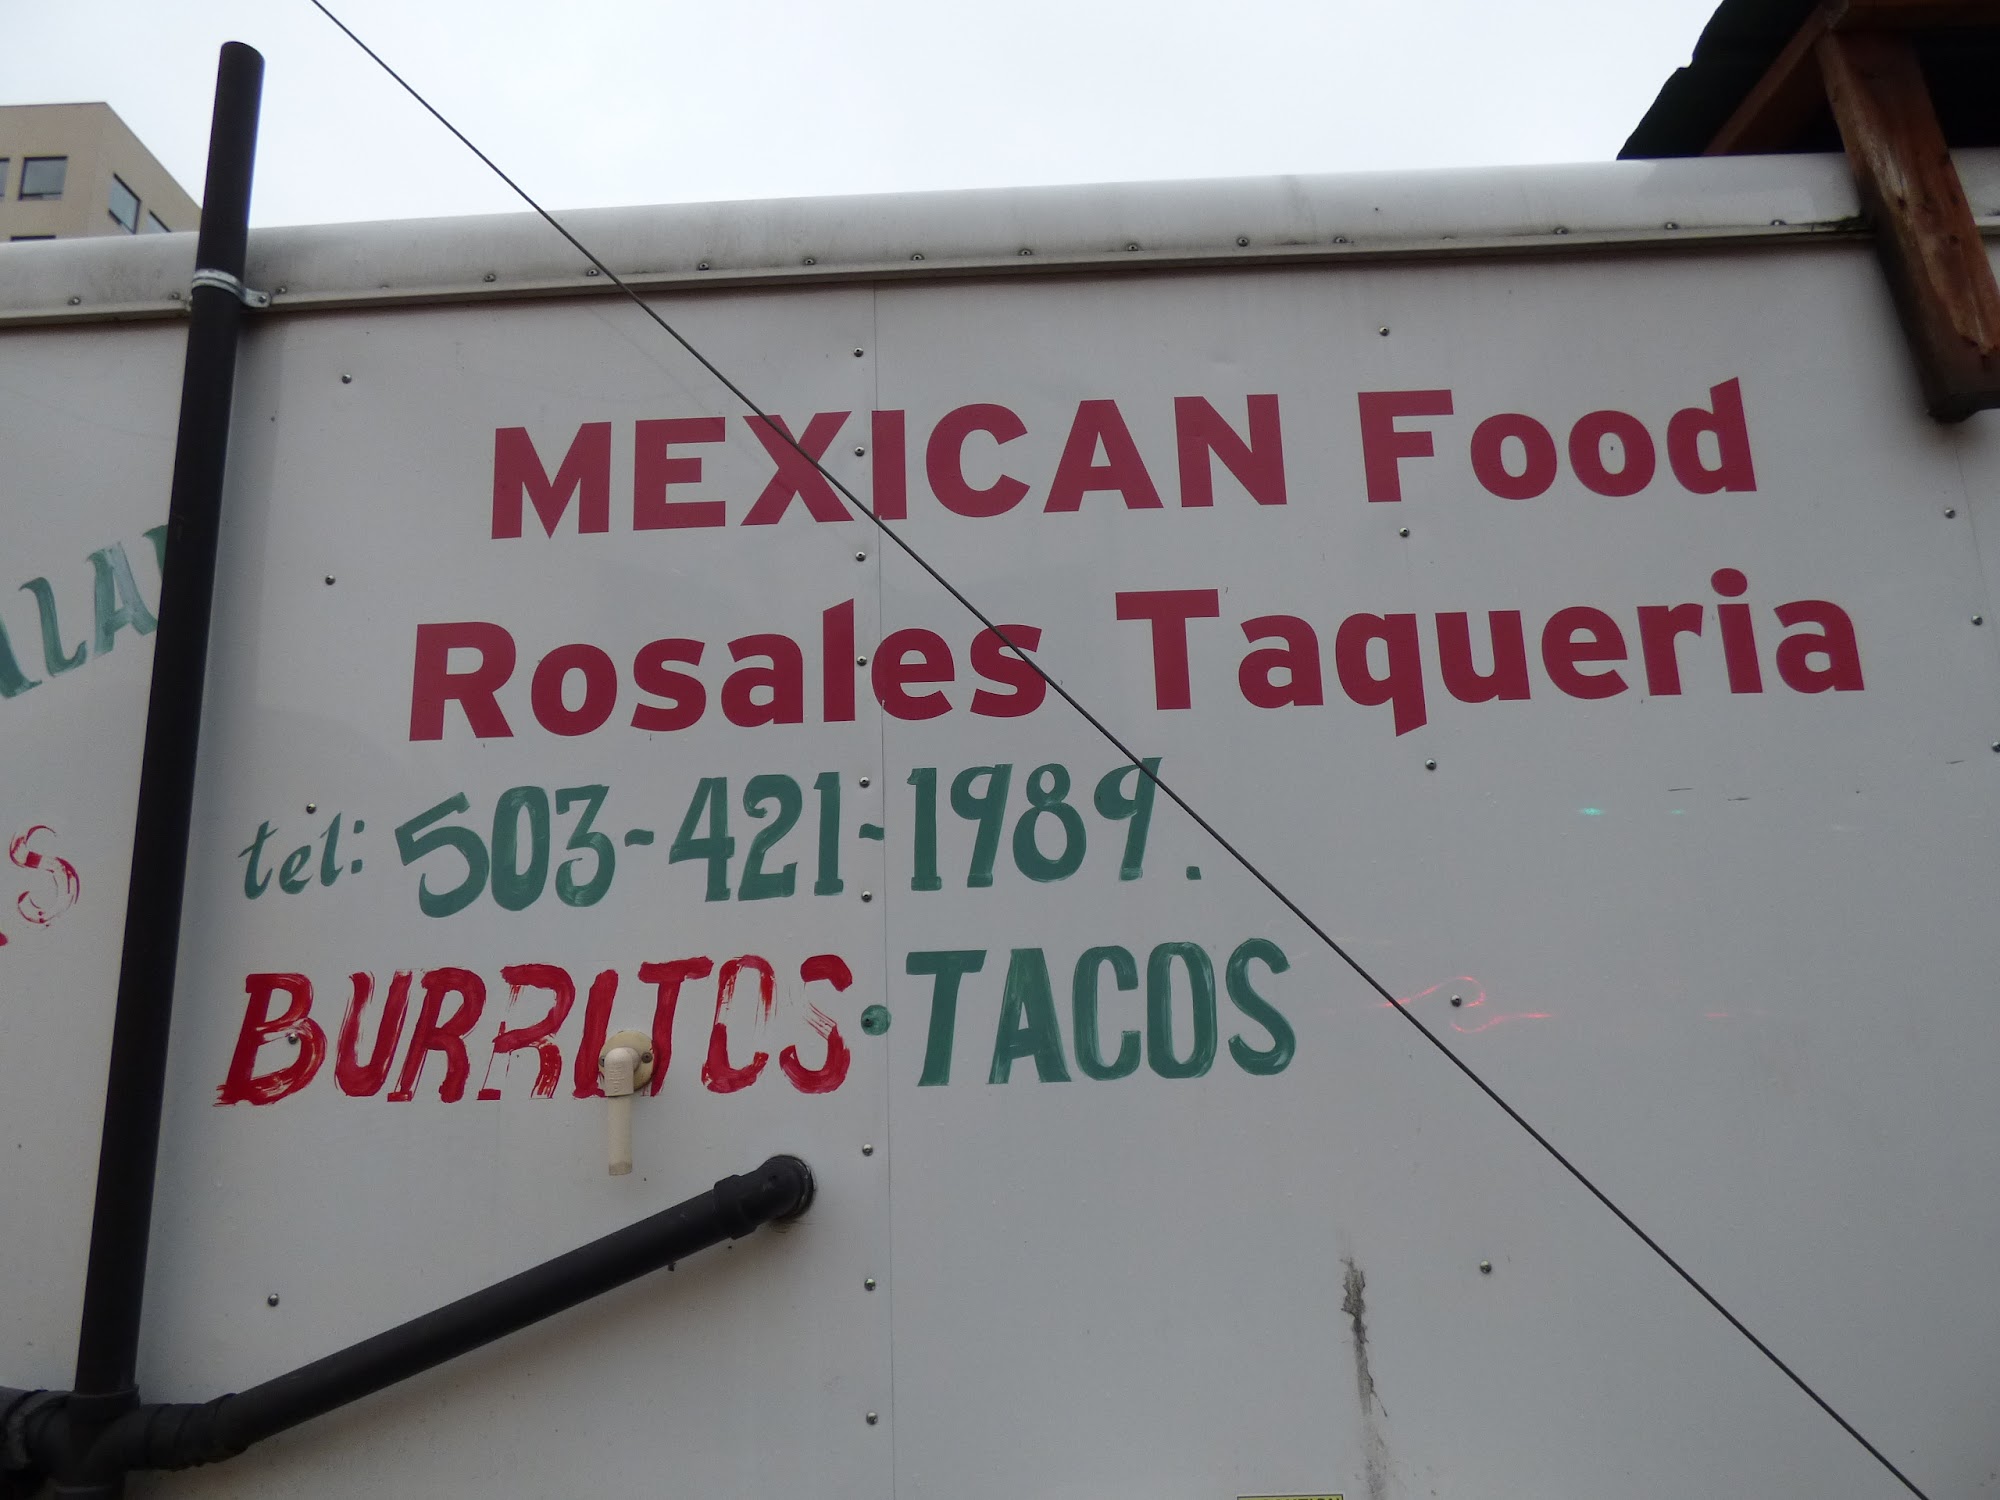 MEXICAN Food
Rosales Taqueria
tel: 503-421-1989.
BURRITOS·TACOS